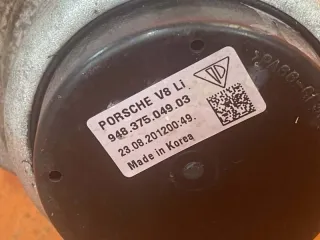 PORSCHE V8 Li
948.375.049.03
23.08.201200:49.
Made in Korea